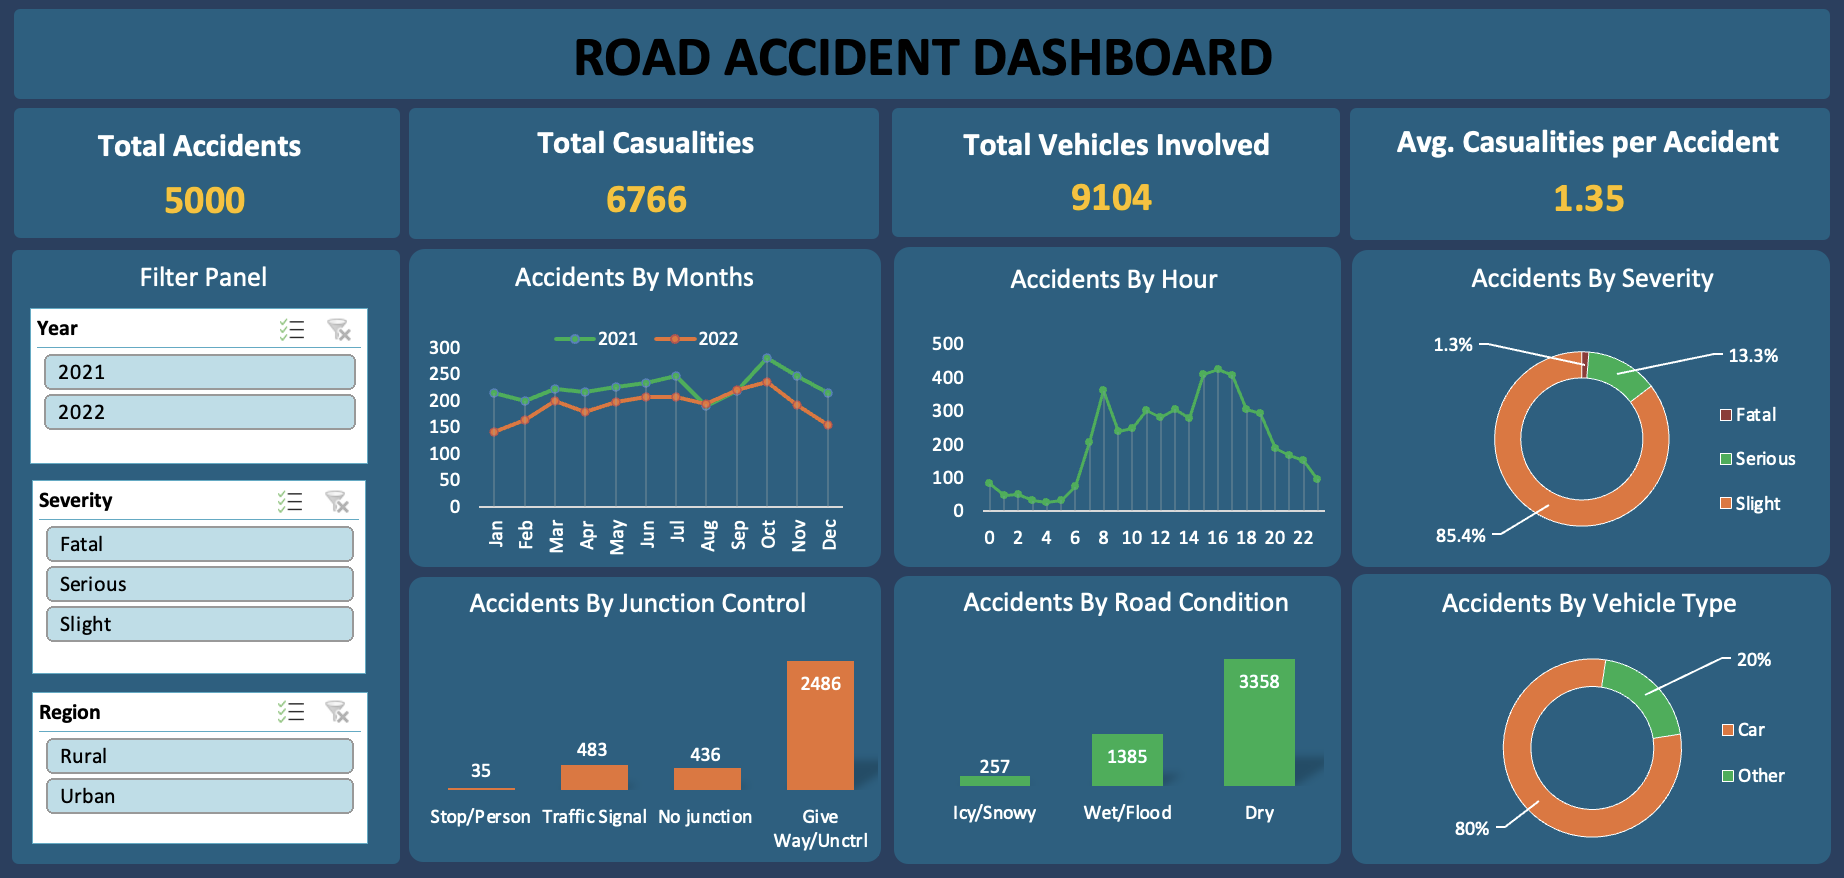 ROAD ACCIDENT DASHBOARD
Total Accidents
5000
Total Casualities
6766
Total Vehicles Involved
9104
Avg. Casualities per Accident
1.35
Filter Panel
Year
2021
2022
Severity
Fatal
Serious
Slight
Region
Rural
Urban
Accidents By Months
2021
2022
300
250
200
150
100
50
0
Jan
Feb
Mar
Apr
May
Jun
Jul
Aug
Sep
Oct
Nov
Dec
Accidents By Hour
500
400
300
200
100
0
0 2 4 6 8 10 12 14 16 18 20 22
Accidents By Severity
1.3%
13.3%
85.4%
Fatal
Serious
Slight
Accidents By Junction Control
35
483
436
2486
Stop/Person
Traffic Signal
No junction
Give
Way/Unctrl
Accidents By Road Condition
257
1385
3358
Icy/Snowy
Wet/Flood
Dry
Accidents By Vehicle Type
20%
80%
Car
Other